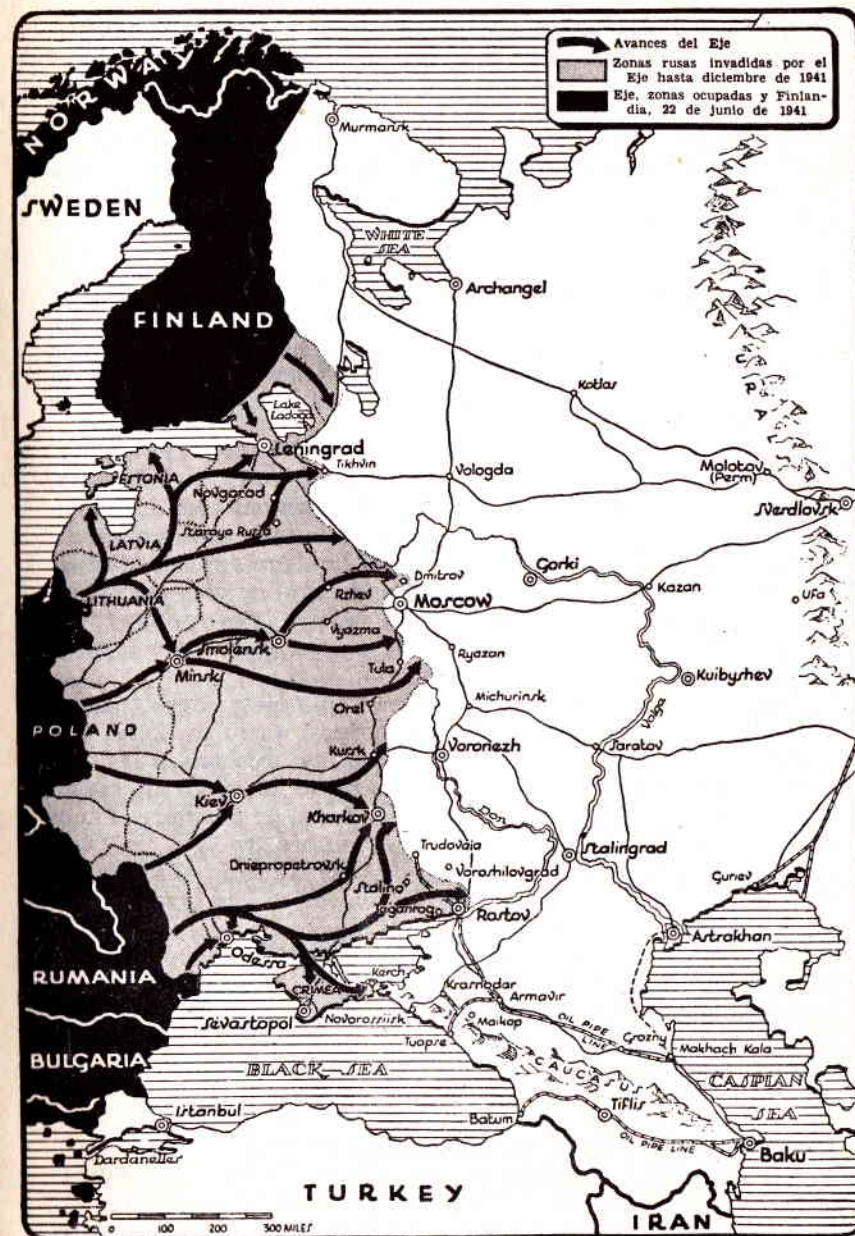 Avances del Eje
Zonas rusas invadidas por el
Eje hasta diciembre de 1941
Eje, zonas ocupadas y Finlan-
dia, 22 de junio de 1941
NORWAY
Murmansk
SWEDEN
WHITE
SEA
Archangel
FINLAND
Kotlas
URAL
Lake
Ladoga
Leningrad
Tikhvin
Vologda
Molotov
(Perm)
ESTONIA
Novgorod
Sverdlovsk
Staraya Russa
LATVIA
Gorki
Dmitrov
Kazan
LITHUANIA
Rzhev
Moscow
Ufa
Vyazma
Smolensk
Ryazan
Minsk
Tula
Kuibyshev
Orel
Michurinsk
Volga
POLAND
Kursk
Voroniezh
Saratov
Kiev
Don
Kharkov
Trudovaia
Stalingrad
Dniepropetrovsk
Voroshilovgrad
Stalino
Guriev
Taganrog
Rostov
Astrakhan
Odessa
RUMANIA
Kerch
CRIMEA
Krasnodar
Armavir
Sevastopol
Novorossiisk
Maikop
OIL PIPE
LINE
Grozny
Tuapse
Makhach Kala
BULGARIA
BLACK SEA
CAUCASUS
CASPIAN
SEA
Istanbul
Batum
Tiflis
OIL PIPE LINE
Baku
Dardanelles
TURKEY
IRAN
0 100 200 300 MILES